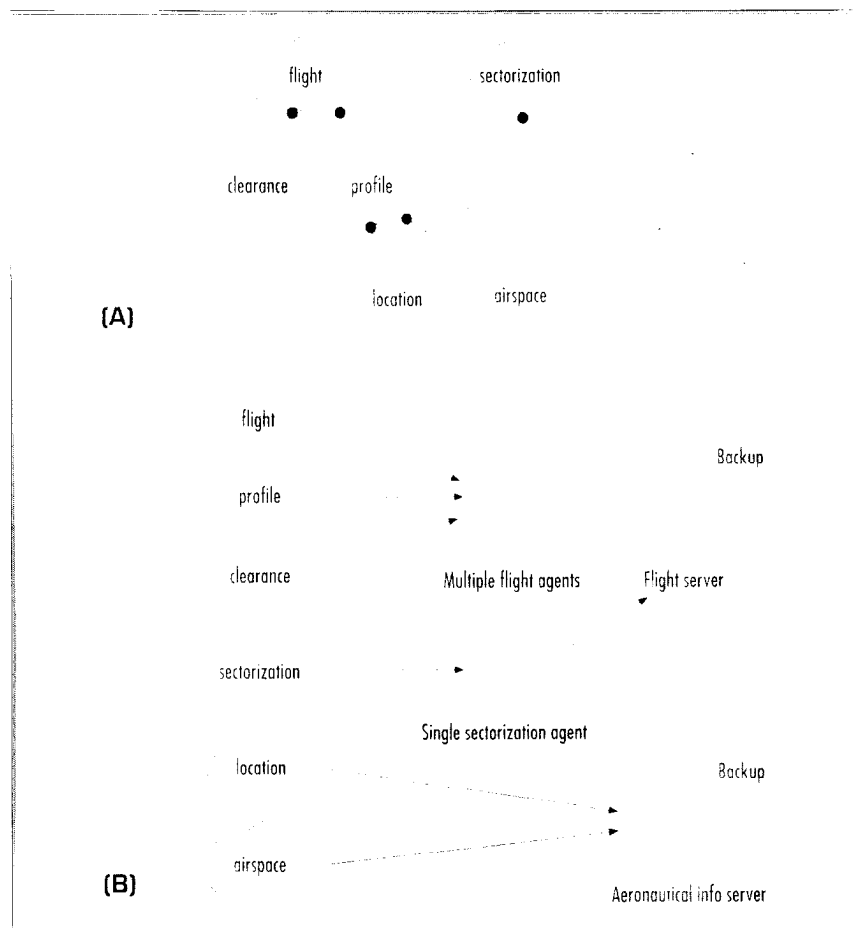 flight
sectorization
clearance
profile
location
airspace
(A)
flight
Backup
profile
clearance
Multiple flight agents
Flight server
sectorization
Single sectorization agent
location
Backup
airspace
(B)
Aeronautical info server